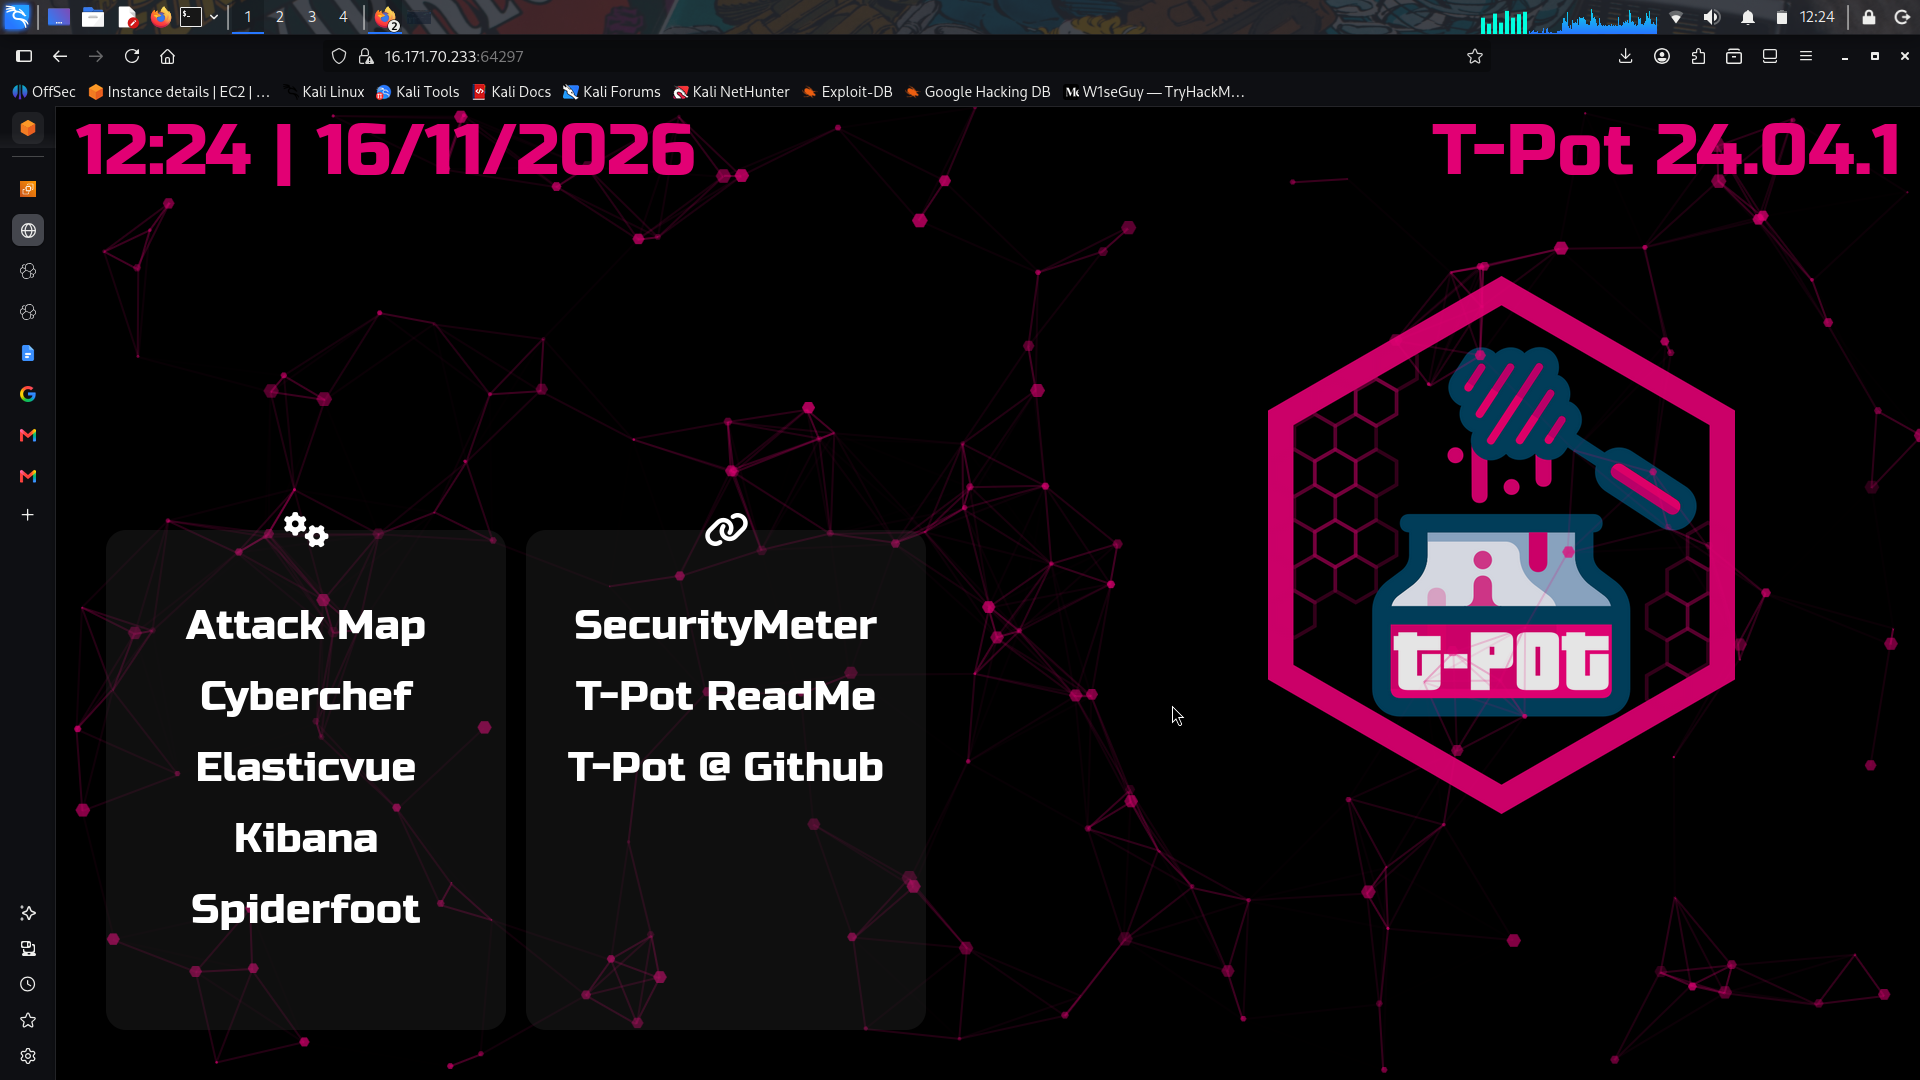 1 2 3 4 2 12:24
16.171.70.233:64297
OffSec Instance details | EC2 | ... Kali Linux Kali Tools Kali Docs Kali Forums Kali NetHunter Exploit-DB Google Hacking DB W1seGuy — TryHackM...
12:24 | 16/11/2026
T-Pot 24.04.1
Attack Map
Cyberchef
Elasticvue
Kibana
Spiderfoot
SecurityMeter
T-Pot ReadMe
T-Pot @ Github
t-pot